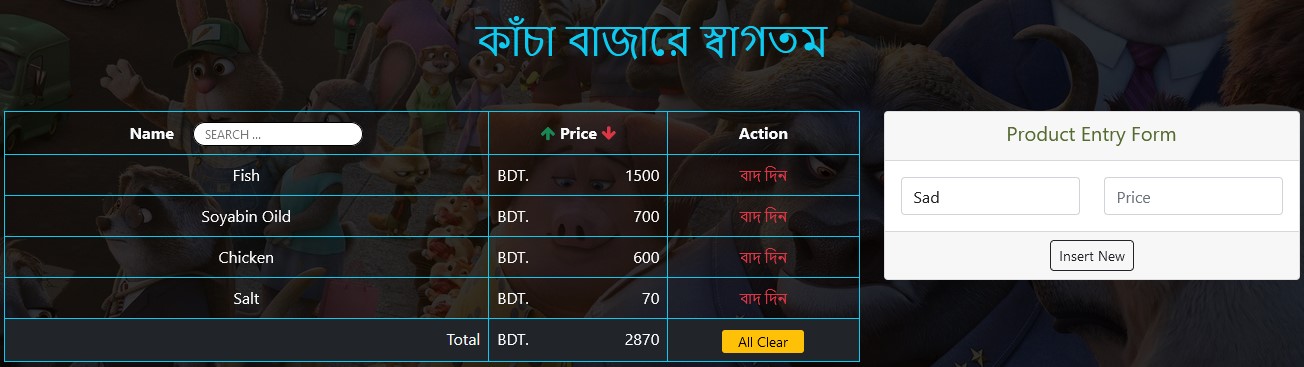 কাঁচা বাজারে স্বাগতম
Name SEARCH ... Price Action
Fish BDT. 1500 বাদ দিন
Soyabin Oild BDT. 700 বাদ দিন
Chicken BDT. 600 বাদ দিন
Salt BDT. 70 বাদ দিন
Total BDT. 2870 All Clear
Product Entry Form
Sad Price
Insert New